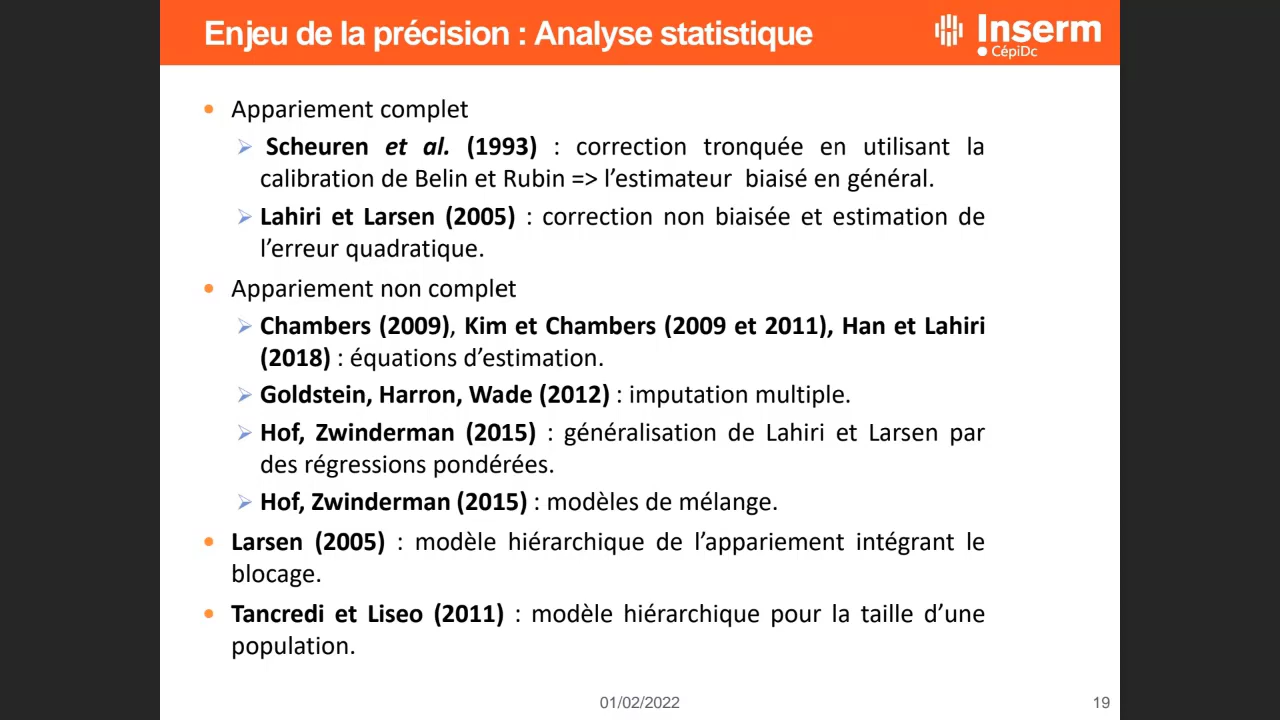 Enjeu de la précision : Analyse statistique
Inserm
CépiDc
• Appariement complet
➢ Scheuren et al. (1993) : correction tronquée en utilisant la
calibration de Belin et Rubin => l’estimateur biaisé en général.
➢ Lahiri et Larsen (2005) : correction non biaisée et estimation de
l’erreur quadratique.
• Appariement non complet
➢ Chambers (2009), Kim et Chambers (2009 et 2011), Han et Lahiri
(2018) : équations d’estimation.
➢ Goldstein, Harron, Wade (2012) : imputation multiple.
➢ Hof, Zwinderman (2015) : généralisation de Lahiri et Larsen par
des régressions pondérées.
➢ Hof, Zwinderman (2015) : modèles de mélange.
• Larsen (2005) : modèle hiérarchique de l’appariement intégrant le
blocage.
• Tancredi et Liseo (2011) : modèle hiérarchique pour la taille d’une
population.
01/02/2022
19